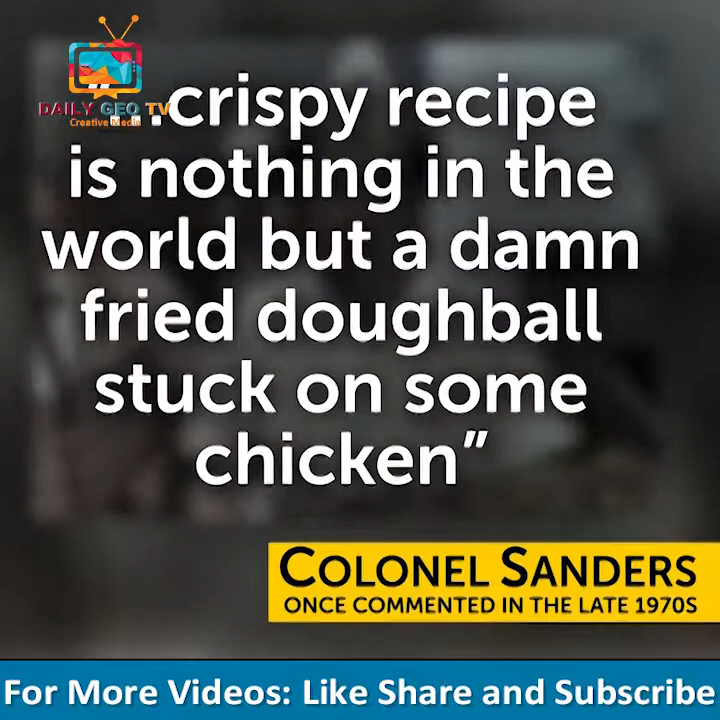 DAILY GEO TV
Creative Media
“...crispy recipe
is nothing in the
world but a damn
fried doughball
stuck on some
chicken”
COLONEL SANDERS
ONCE COMMENTED IN THE LATE 1970S
For More Videos: Like Share and Subscribe